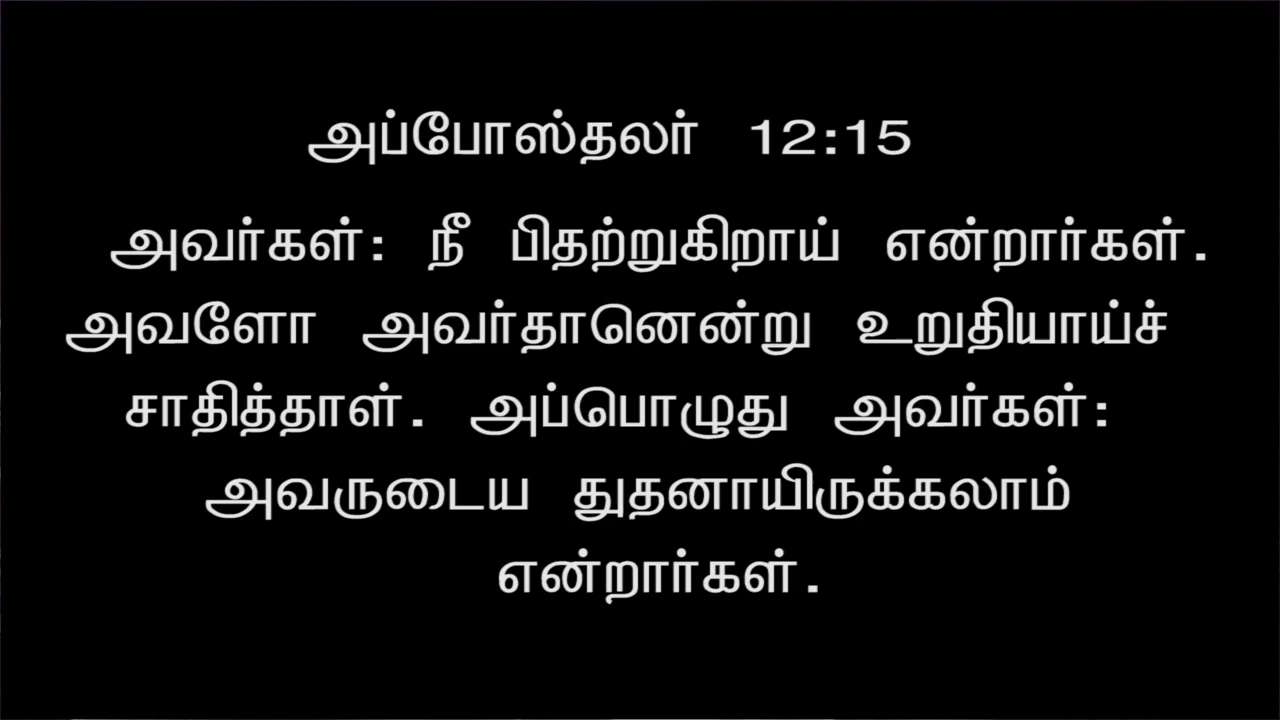 அப்போஸ்தலர் 12:15
அவர்கள்: நீ பிதற்றுகிறாய் என்றார்கள்.
அவளோ அவர்தானென்று உறுதியாய்ச்
சாதித்தாள். அப்பொழுது அவர்கள்:
அவருடைய துதனாயிருக்கலாம்
என்றார்கள்.